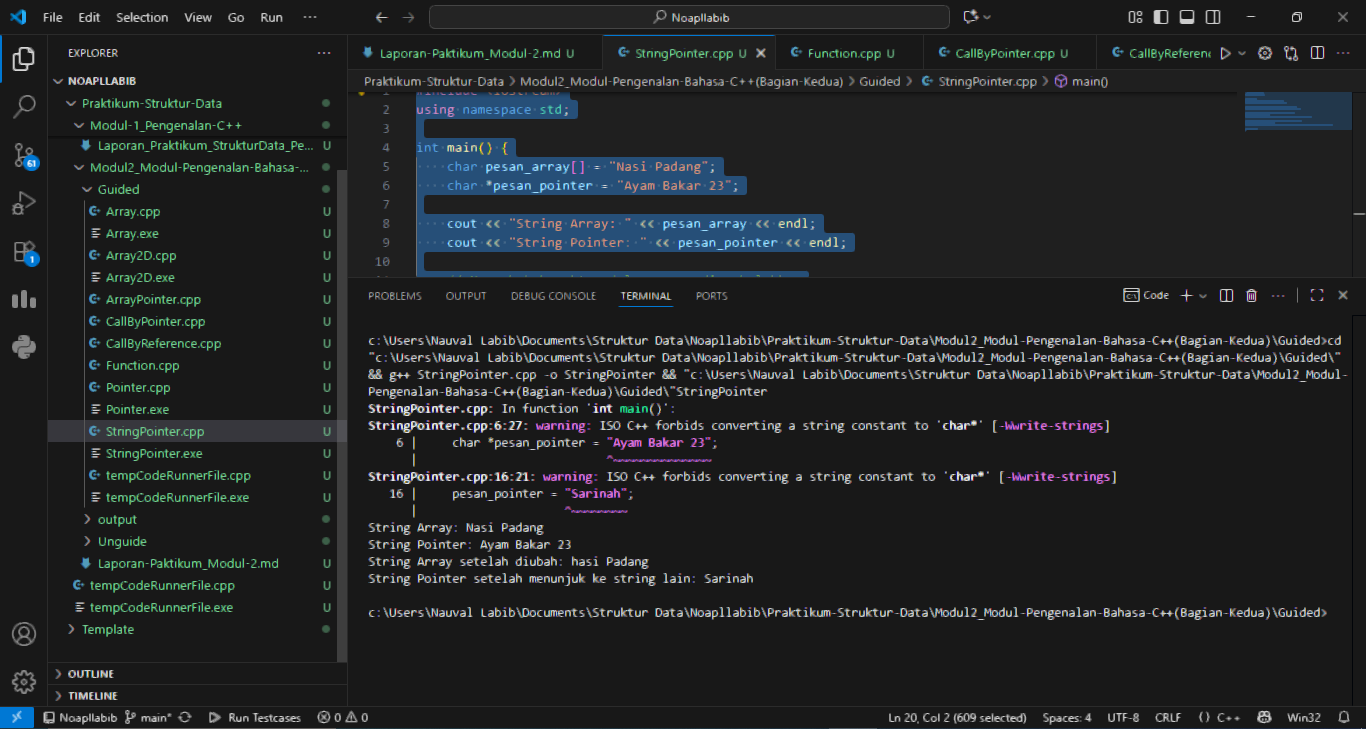 File Edit Selection View Go Run ···
Noapllabib
EXPLORER ···
NOAPLLABIB
Praktikum-Struktur-Data
Modul-1_Pengenalan-C++
Laporan_Praktikum_StrukturData_Pe... U
Modul2_Modul-Pengenalan-Bahasa-...
Guided
Array.cpp U
Array.exe U
Array2D.cpp U
Array2D.exe U
ArrayPointer.cpp U
CallByPointer.cpp U
CallByReference.cpp U
Function.cpp U
Pointer.cpp U
Pointer.exe U
StringPointer.cpp U
StringPointer.exe U
tempCodeRunnerFile.cpp U
tempCodeRunnerFile.exe U
output
Unguide
Laporan-Paktikum_Modul-2.md U
tempCodeRunnerFile.cpp U
tempCodeRunnerFile.exe U
Template
OUTLINE
TIMELINE
61
1
Laporan-Paktikum_Modul-2.md U StringPointer.cpp U Function.cpp U CallByPointer.cpp U CallByReferenc
Praktikum-Struktur-Data > Modul2_Modul-Pengenalan-Bahasa-C++(Bagian-Kedua) > Guided > StringPointer.cpp > main()
1 #include <iostream>
2 using namespace std;
3
4 int main() {
5 char pesan_array[] = "Nasi Padang";
6 char *pesan_pointer = "Ayam Bakar 23";
7
8 cout << "String Array: " << pesan_array << endl;
9 cout << "String Pointer: " << pesan_pointer << endl;
10
PROBLEMS OUTPUT DEBUG CONSOLE TERMINAL PORTS
Code
c:\Users\Nauval Labib\Documents\Struktur Data\Noapllabib\Praktikum-Struktur-Data\Modul2_Modul-Pengenalan-Bahasa-C++(Bagian-Kedua)\Guided>cd
"c:\Users\Nauval Labib\Documents\Struktur Data\Noapllabib\Praktikum-Struktur-Data\Modul2_Modul-Pengenalan-Bahasa-C++(Bagian-Kedua)\Guided\"
&& g++ StringPointer.cpp -o StringPointer && "c:\Users\Nauval Labib\Documents\Struktur Data\Noapllabib\Praktikum-Struktur-Data\Modul2_Modul-
Pengenalan-Bahasa-C++(Bagian-Kedua)\Guided\"StringPointer
StringPointer.cpp: In function 'int main()':
StringPointer.cpp:6:27: warning: ISO C++ forbids converting a string constant to 'char*' [-Wwrite-strings]
6 | char *pesan_pointer = "Ayam Bakar 23";
| ^~~~~~~~~~~~~~~
StringPointer.cpp:16:21: warning: ISO C++ forbids converting a string constant to 'char*' [-Wwrite-strings]
16 | pesan_pointer = "Sarinah";
| ^~~~~~~~~
String Array: Nasi Padang
String Pointer: Ayam Bakar 23
String Array setelah diubah: hasi Padang
String Pointer setelah menunjuk ke string lain: Sarinah
c:\Users\Nauval Labib\Documents\Struktur Data\Noapllabib\Praktikum-Struktur-Data\Modul2_Modul-Pengenalan-Bahasa-C++(Bagian-Kedua)\Guided>
Noapllabib main* Run Testcases 0 0 Ln 20, Col 2 (609 selected) Spaces: 4 UTF-8 CRLF () C++ Win32